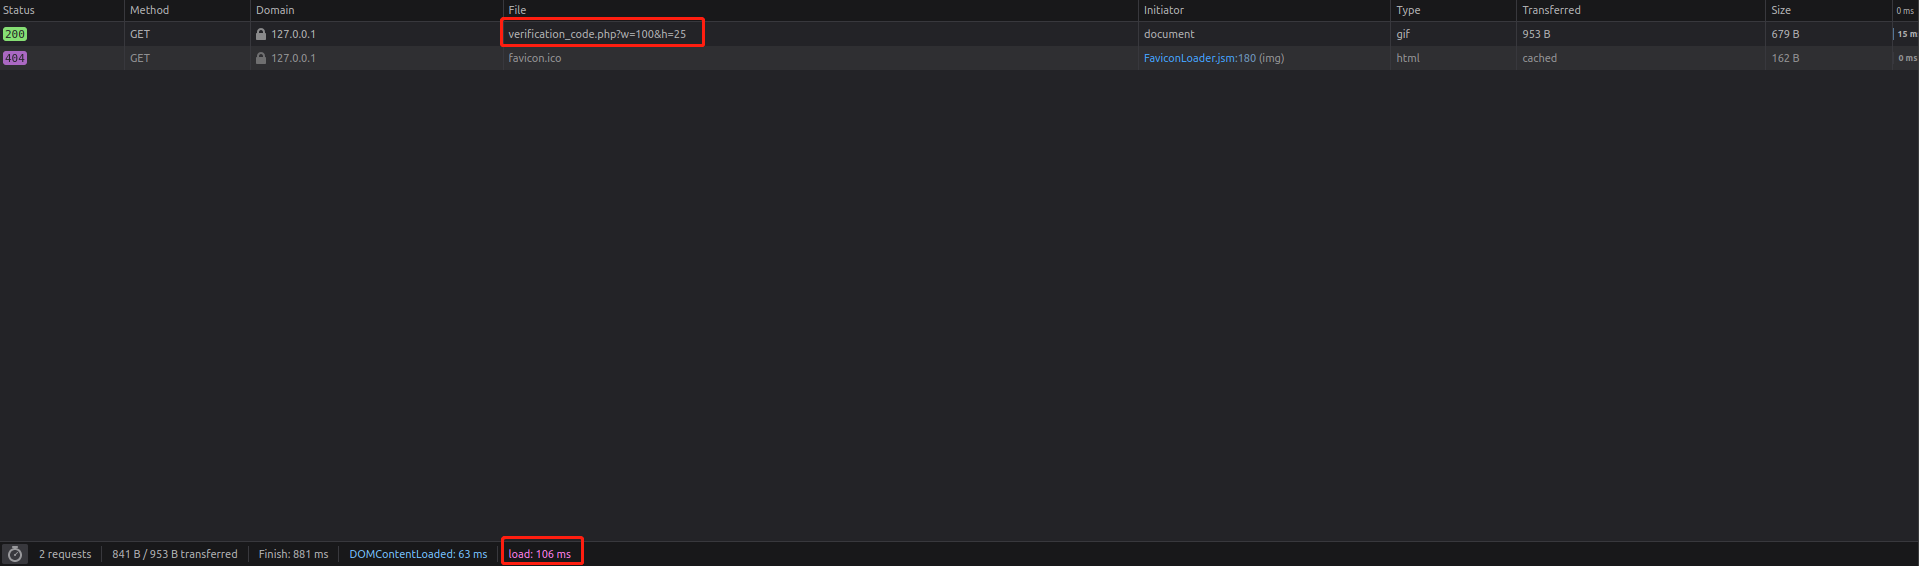 Status Method Domain File Initiator Type Transferred Size 0 ms
200 GET 127.0.0.1 verification_code.php?w=100&h=25 document gif 953 B 679 B 15 m
404 GET 127.0.0.1 favicon.ico FaviconLoader.jsm:180 (img) html cached 162 B 0 ms
2 requests 841 B / 953 B transferred Finish: 881 ms DOMContentLoaded: 63 ms load: 106 ms